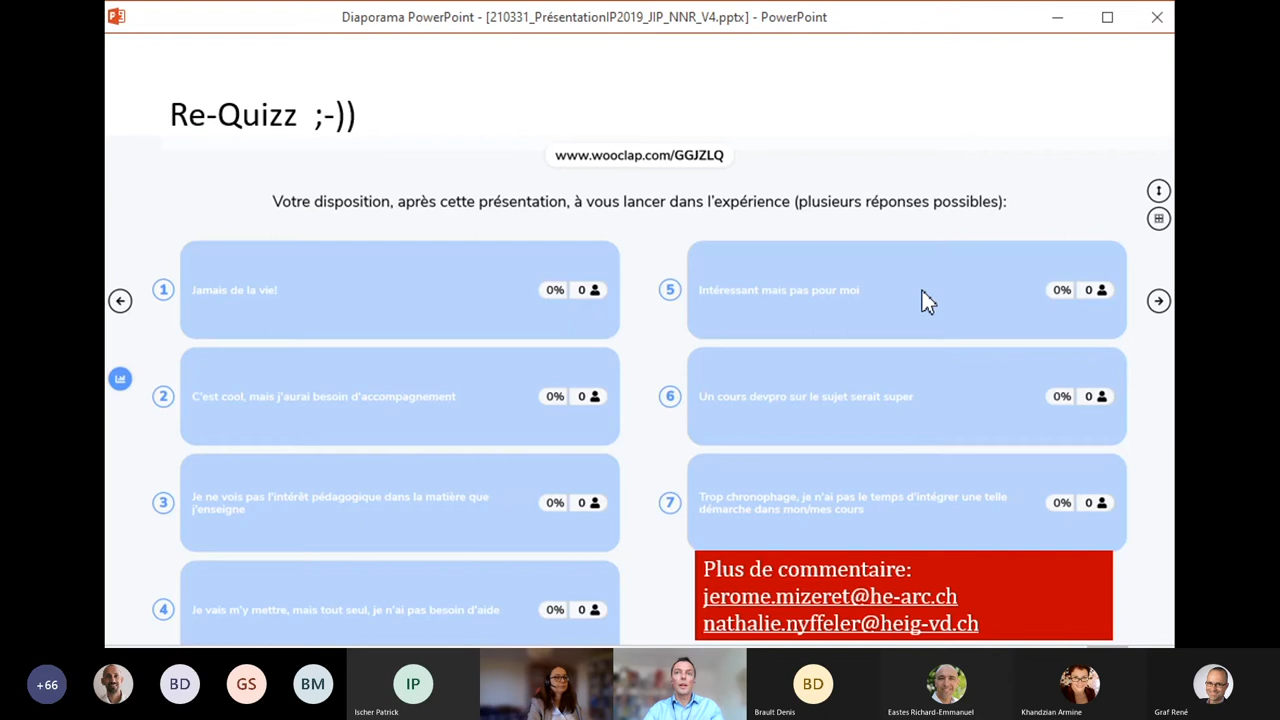 Diaporama PowerPoint - [210331_PrésentationIP2019_JIP_NNR_V4.pptx] - PowerPoint
Re-Quizz ;-))
www.wooclap.com/GGJZLQ
Votre disposition, après cette présentation, à vous lancer dans l'expérience (plusieurs réponses possibles):
1 Jamais de la vie! 0% 0
2 C'est cool, mais j'aurai besoin d'accompagnement 0% 0
3 Je ne vois pas l'intérêt pédagogique dans la matière que
j'enseigne 0% 0
4 Je vais m'y mettre, mais tout seul, je n'ai pas besoin d'aide 0% 0
5 Intéressant mais pas pour moi 0% 0
6 Un cours devpro sur le sujet serait super 0% 0
7 Trop chronophage, je n'ai pas le temps d'intégrer une telle
démarche dans mon/mes cours 0% 0
Plus de commentaire:
jerome.mizeret@he-arc.ch
nathalie.nyffeler@heig-vd.ch
+66 BD GS BM IP BD
Ischer Patrick Brault Denis Eastes Richard-Emmanuel Khandzian Armine Graf René